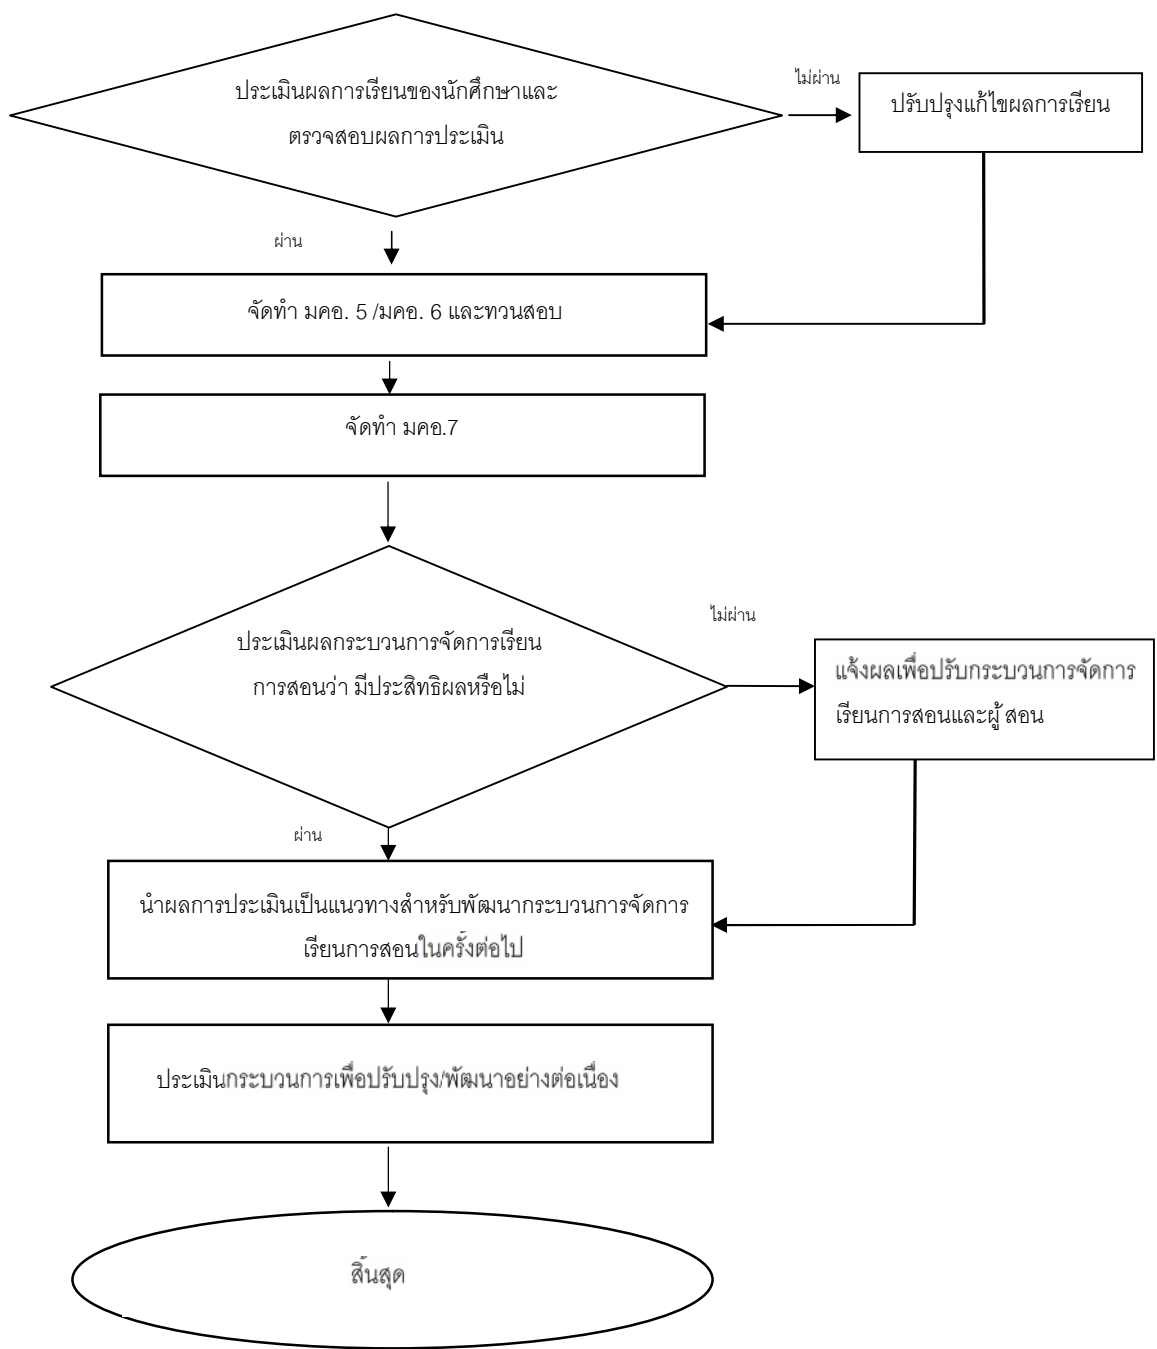 ประเมินผลการเรียนของนักศึกษาและ
ตรวจสอบผลการประเมิน
ไม่ผ่าน
ปรับปรุงแก้ไขผลการเรียน
ผ่าน
จัดทำ มคอ. 5 /มคอ. 6 และทวนสอบ
จัดทำ มคอ.7
ประเมินผลกระบวนการจัดการเรียน
การสอนว่า มีประสิทธิผลหรือไม่
ไม่ผ่าน
แจ้งผลเพื่อปรับกระบวนการจัดการ
เรียนการสอนและผู้ สอน
ผ่าน
นำผลการประเมินเป็นแนวทางสำหรับพัฒนากระบวนการจัดการ
เรียนการสอนในครั้งต่อไป
ประเมินกระบวนการเพื่อปรับปรุง/พัฒนาอย่างต่อเนื่อง
สิ้นสุด